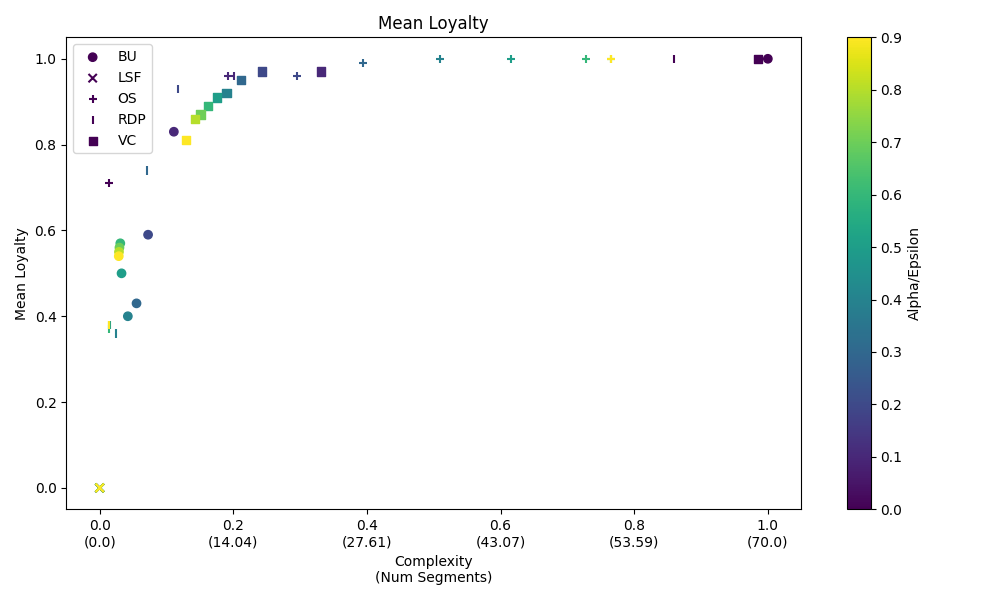 Mean Loyalty
BU
LSF
OS
RDP
VC
Mean Loyalty
1.0
0.8
0.6
0.4
0.2
0.0
0.0 0.2 0.4 0.6 0.8 1.0
(0.0) (14.04) (27.61) (43.07) (53.59) (70.0)
Complexity
(Num Segments)
0.9
0.8
0.7
0.6
0.5
0.4
0.3
0.2
0.1
0.0
Alpha/Epsilon